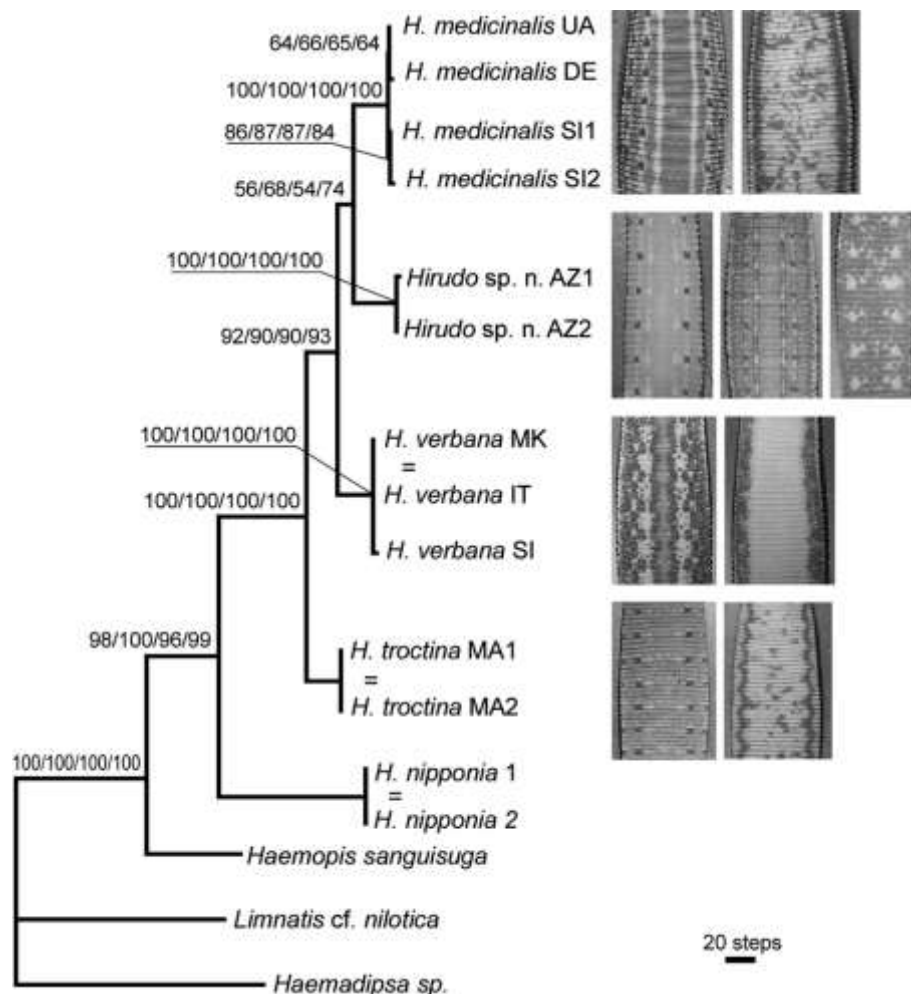 H. medicinalis UA
64/66/65/64
H. medicinalis DE
100/100/100/100
H. medicinalis SI1
86/87/87/84
H. medicinalis SI2
56/68/54/74
100/100/100/100
Hirudo sp. n. AZ1
Hirudo sp. n. AZ2
92/90/90/93
100/100/100/100
H. verbana MK
=
H. verbana IT
100/100/100/100
H. verbana SI
98/100/96/99
H. troctina MA1
=
H. troctina MA2
100/100/100/100
H. nipponia 1
=
H. nipponia 2
Haemopis sanguisuga
Limnatis cf. nilotica
20 steps
Haemadipsa sp.